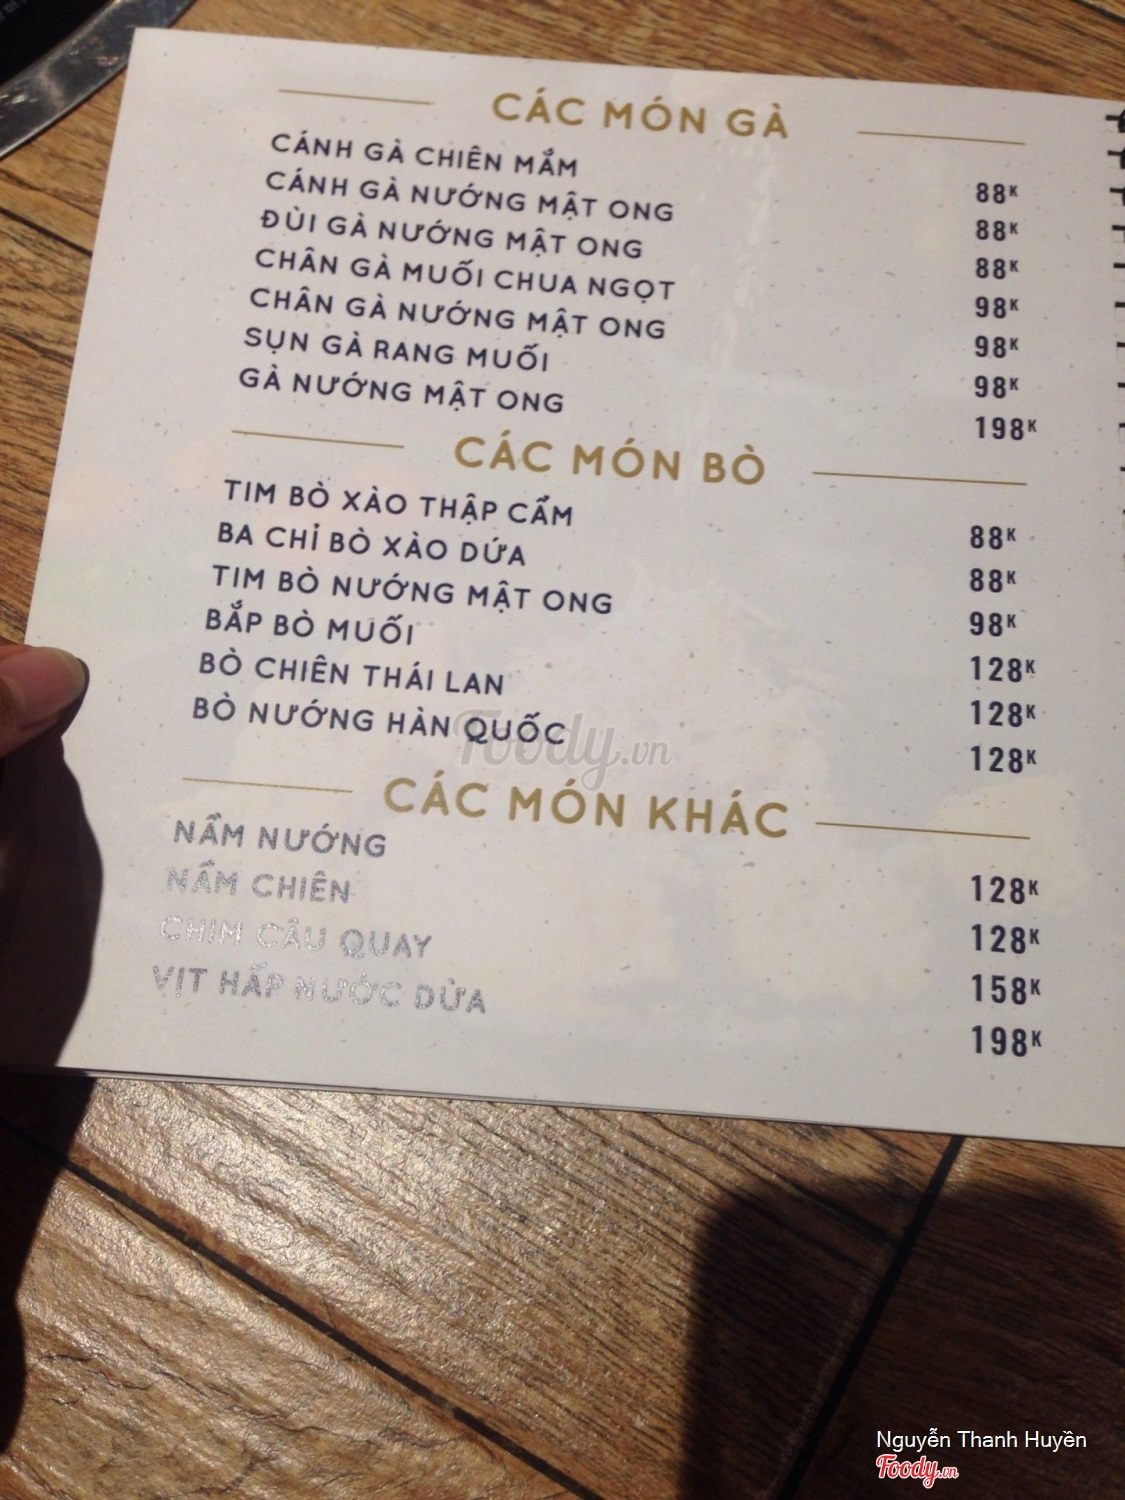 CÁC MÓN GÀ
CÁNH GÀ CHIÊN MẮM 88K
CÁNH GÀ NƯỚNG MẬT ONG 88K
ĐÙI GÀ NƯỚNG MẬT ONG 88K
CHÂN GÀ MUỐI CHUA NGỌT 98K
CHÂN GÀ NƯỚNG MẬT ONG 98K
SỤN GÀ RANG MUỐI 98K
GÀ NƯỚNG MẬT ONG 198K
CÁC MÓN BÒ
TIM BÒ XÀO THẬP CẨM 88K
BA CHỈ BÒ XÀO DỨA 88K
TIM BÒ NƯỚNG MẬT ONG 98K
BẮP BÒ MUỐI 128K
BÒ CHIÊN THÁI LAN 128K
BÒ NƯỚNG HÀN QUỐC 128K
CÁC MÓN KHÁC
NẦM NƯỚNG 128K
NẦM CHIÊN 128K
CHIM CÂU QUAY 158K
VỊT HẤP NƯỚC DỪA 198K
Foody.vn
Nguyễn Thanh Huyền
Foody.vn